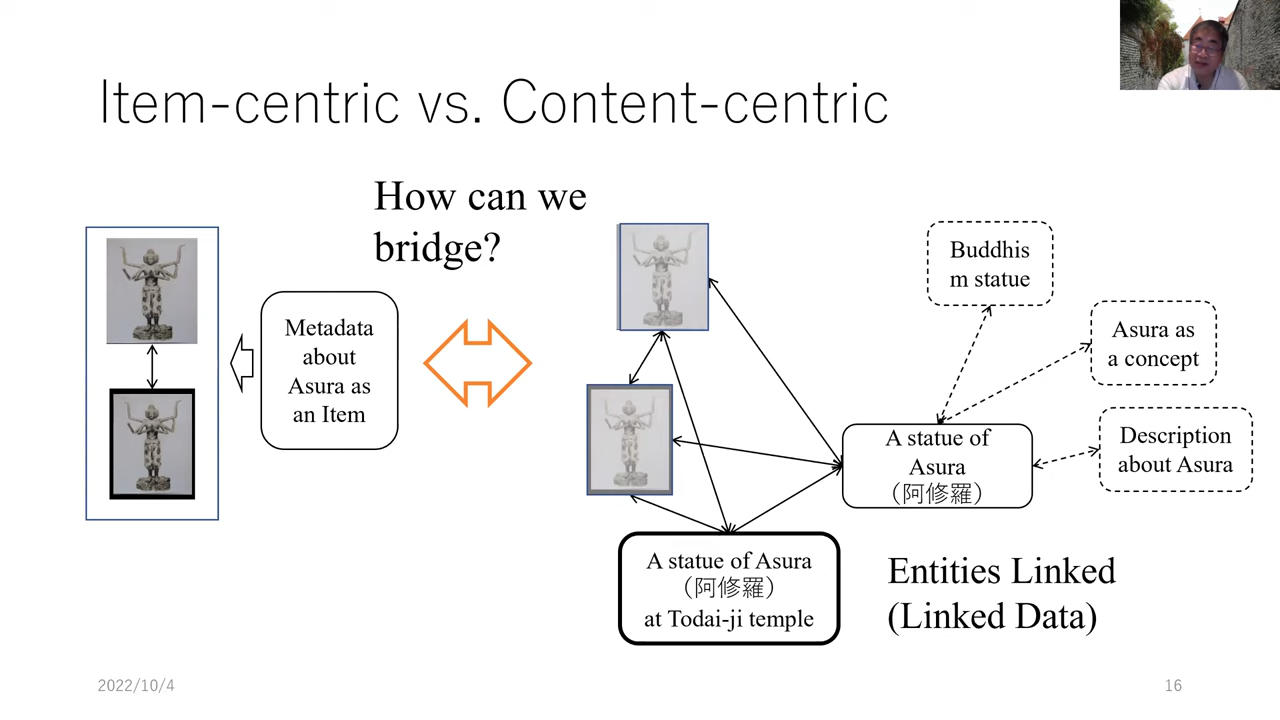 Item-centric vs. Content-centric
How can we
bridge?
Metadata
about
Asura as
an Item
Buddhis
m statue
Asura as
a concept
Description
about Asura
A statue of
Asura
（阿修羅）
A statue of Asura
（阿修羅）
at Todai-ji temple
Entities Linked
(Linked Data)
2022/10/4
16